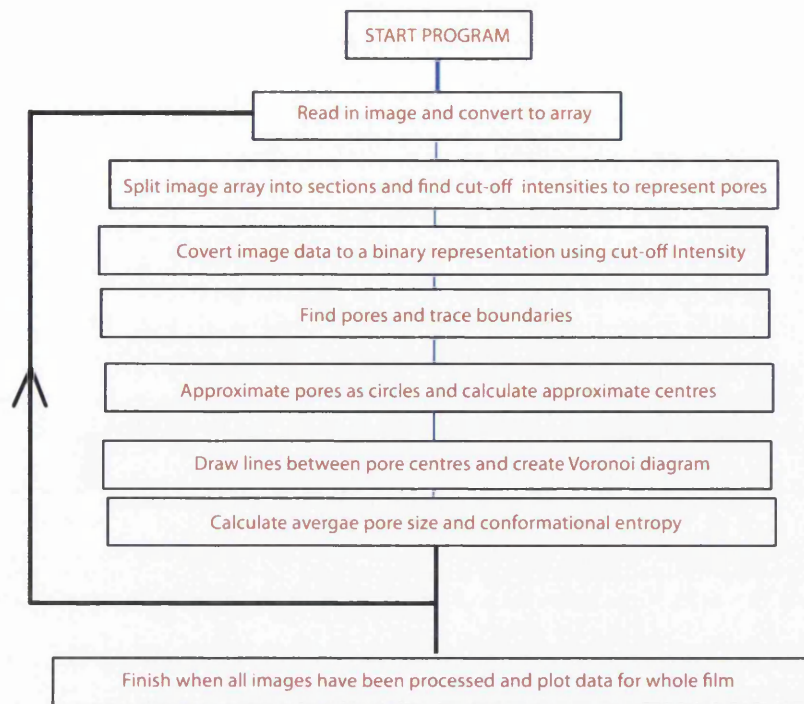 START PROGRAM
Read in image and convert to array
Split image array into sections and find cut-off intensities to represent pores
Covert image data to a binary representation using cut-off Intensity
Find pores and trace boundaries
Approximate pores as circles and calculate approximate centres
Draw lines between pore centres and create Voronoi diagram
Calculate avergae pore size and conformational entropy
Finish when all images have been processed and plot data for whole film